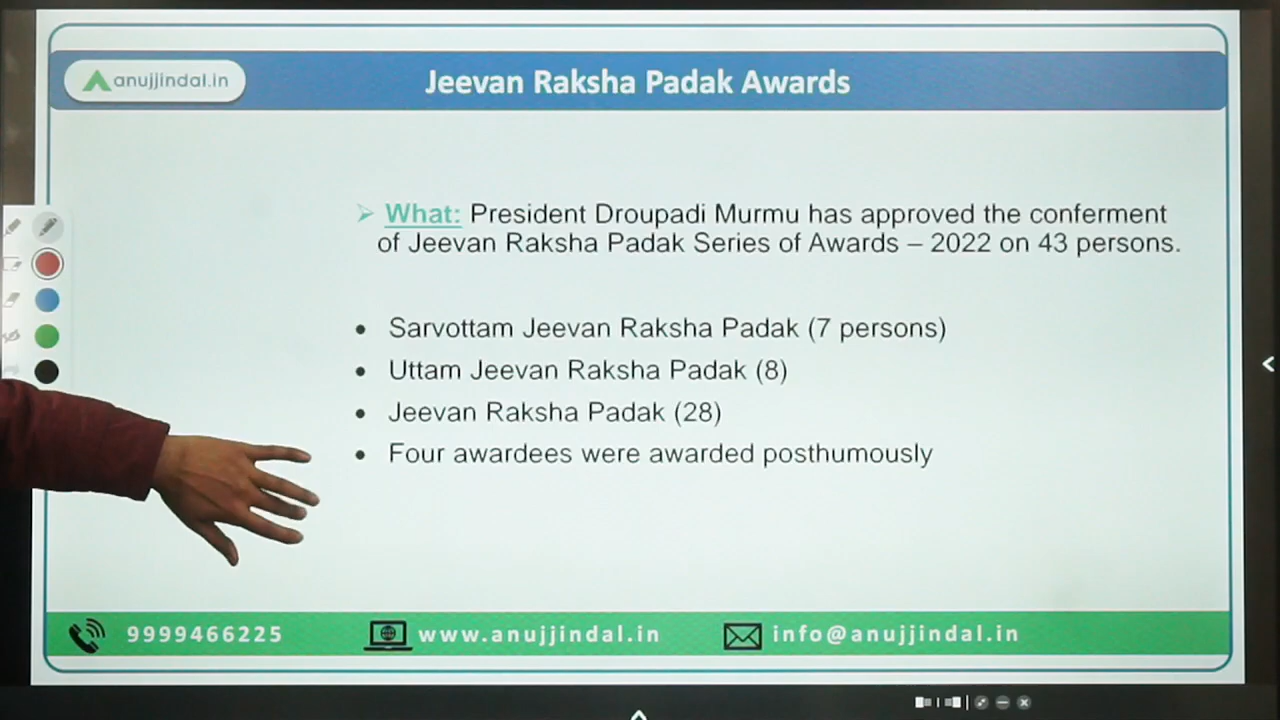 anujjindal.in
Jeevan Raksha Padak Awards
What: President Droupadi Murmu has approved the conferment
of Jeevan Raksha Padak Series of Awards – 2022 on 43 persons.
• Sarvottam Jeevan Raksha Padak (7 persons)
• Uttam Jeevan Raksha Padak (8)
• Jeevan Raksha Padak (28)
• Four awardees were awarded posthumously
9999466225 www.anujjindal.in info@anujjindal.in